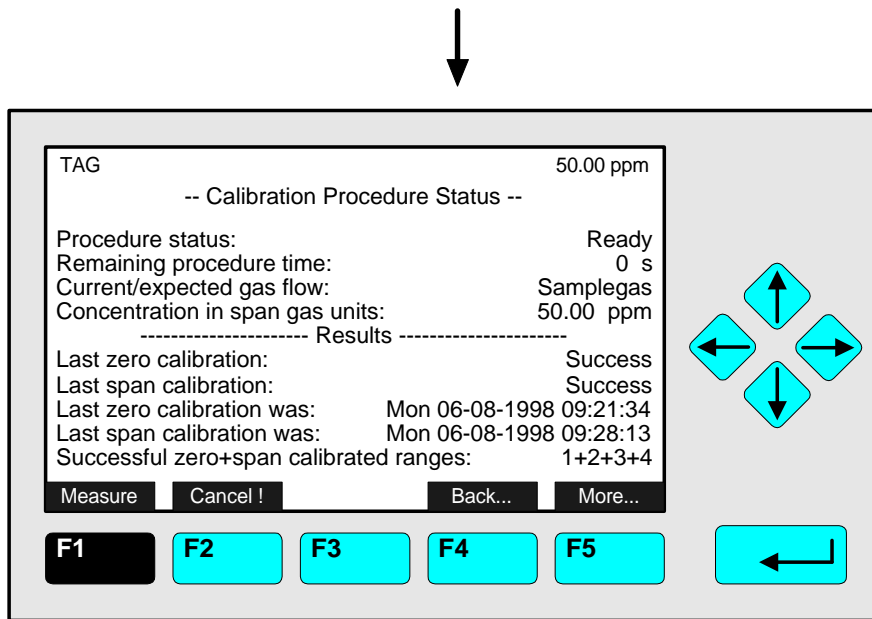 TAG 50.00 ppm
-- Calibration Procedure Status --
Procedure status: Ready
Remaining procedure time: 0 s
Current/expected gas flow: Samplegas
Concentration in span gas units: 50.00 ppm
---------------------- Results ----------------------
Last zero calibration: Success
Last span calibration: Success
Last zero calibration was: Mon 06-08-1998 09:21:34
Last span calibration was: Mon 06-08-1998 09:28:13
Successful zero+span calibrated ranges: 1+2+3+4
Measure Cancel ! Back... More...
F1 F2 F3 F4 F5